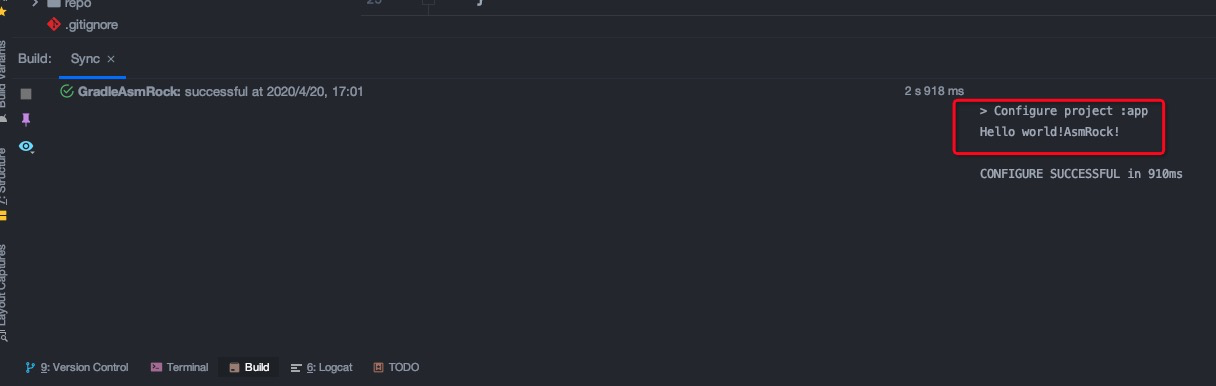 repo
.gitignore
Build:
Sync ×
GradleAsmRock: successful at 2020/4/20, 17:01
2 s 918 ms
> Configure project :app
Hello world!AsmRock!
CONFIGURE SUCCESSFUL in 910ms
Build Variants
7: Structure
Layout Captures
9: Version Control
Terminal
Build
6: Logcat
TODO